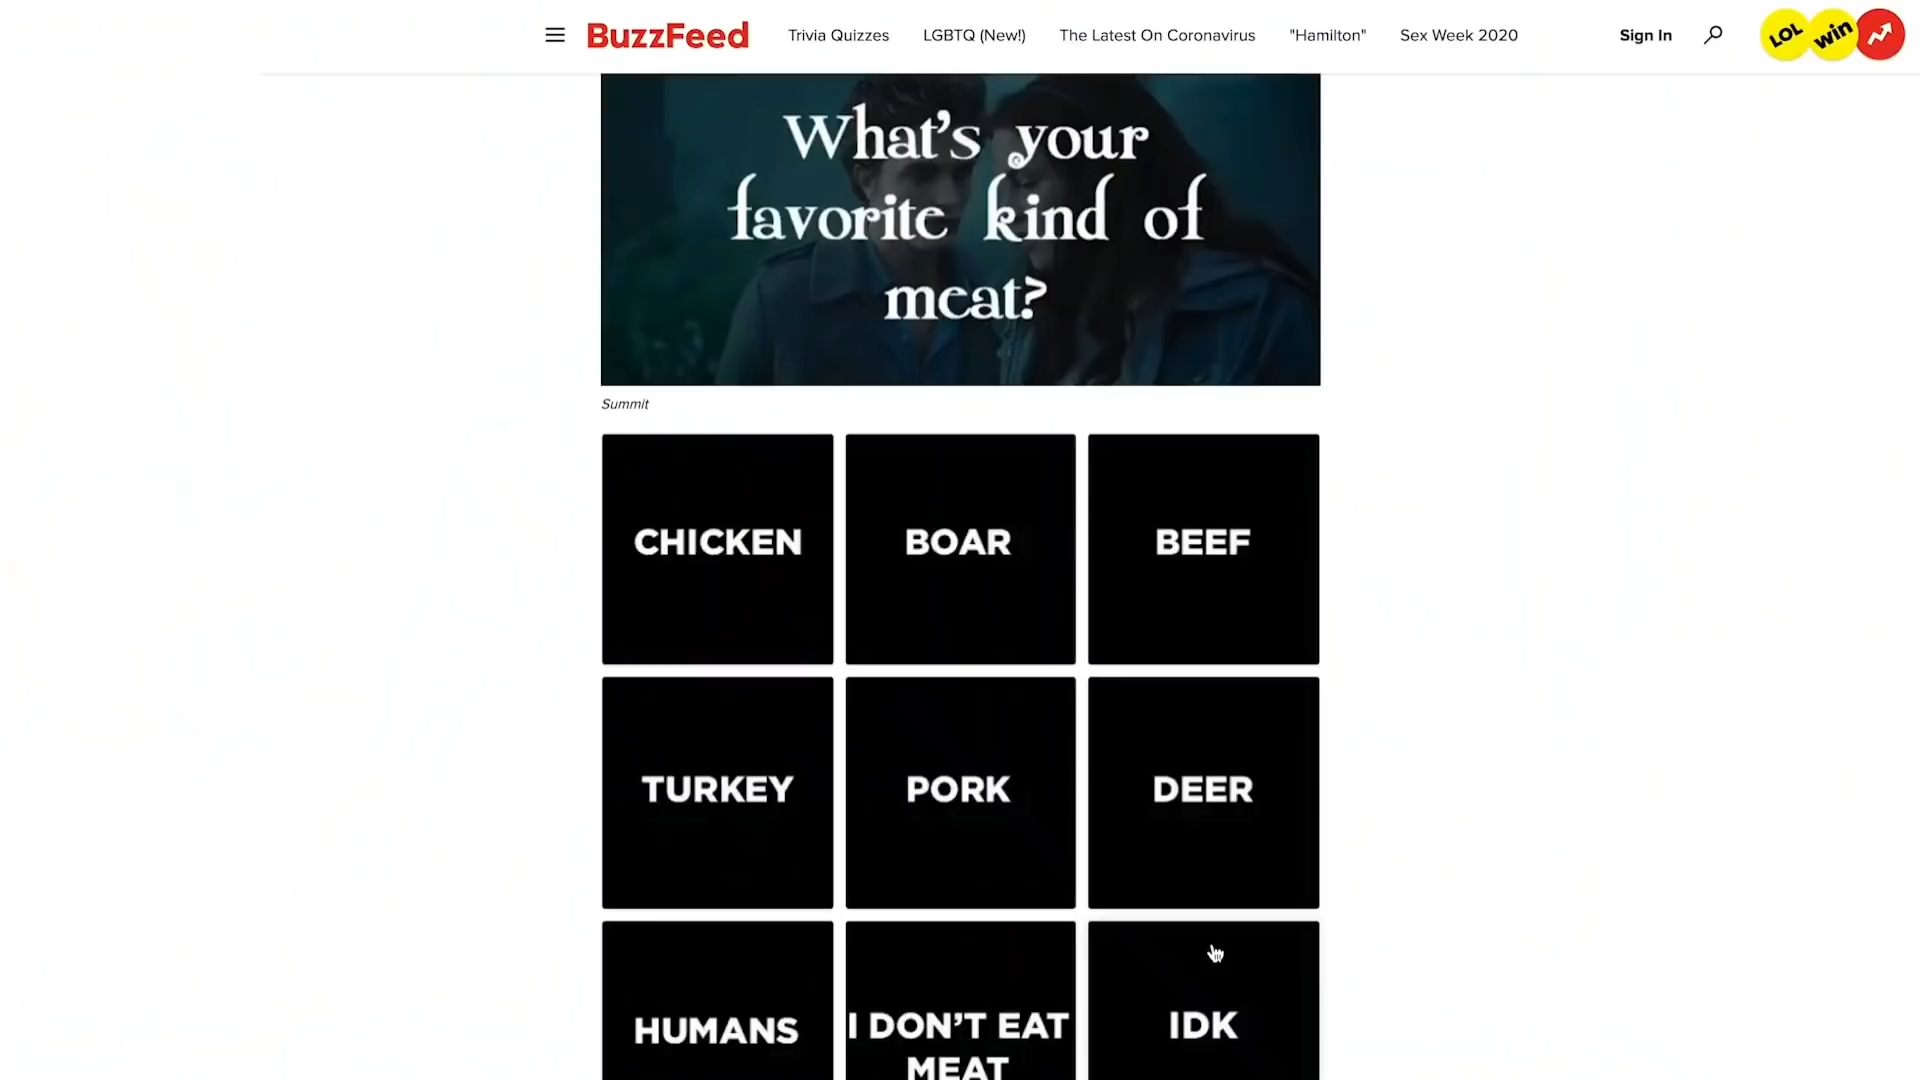 BuzzFeed Trivia Quizzes LGBTQ (New!) The Latest On Coronavirus "Hamilton" Sex Week 2020 Sign In LOL win
What's your
favorite kind of
meat?
Summit
CHICKEN BOAR BEEF
TURKEY PORK DEER
HUMANS I DON'T EAT IDK
MEAT